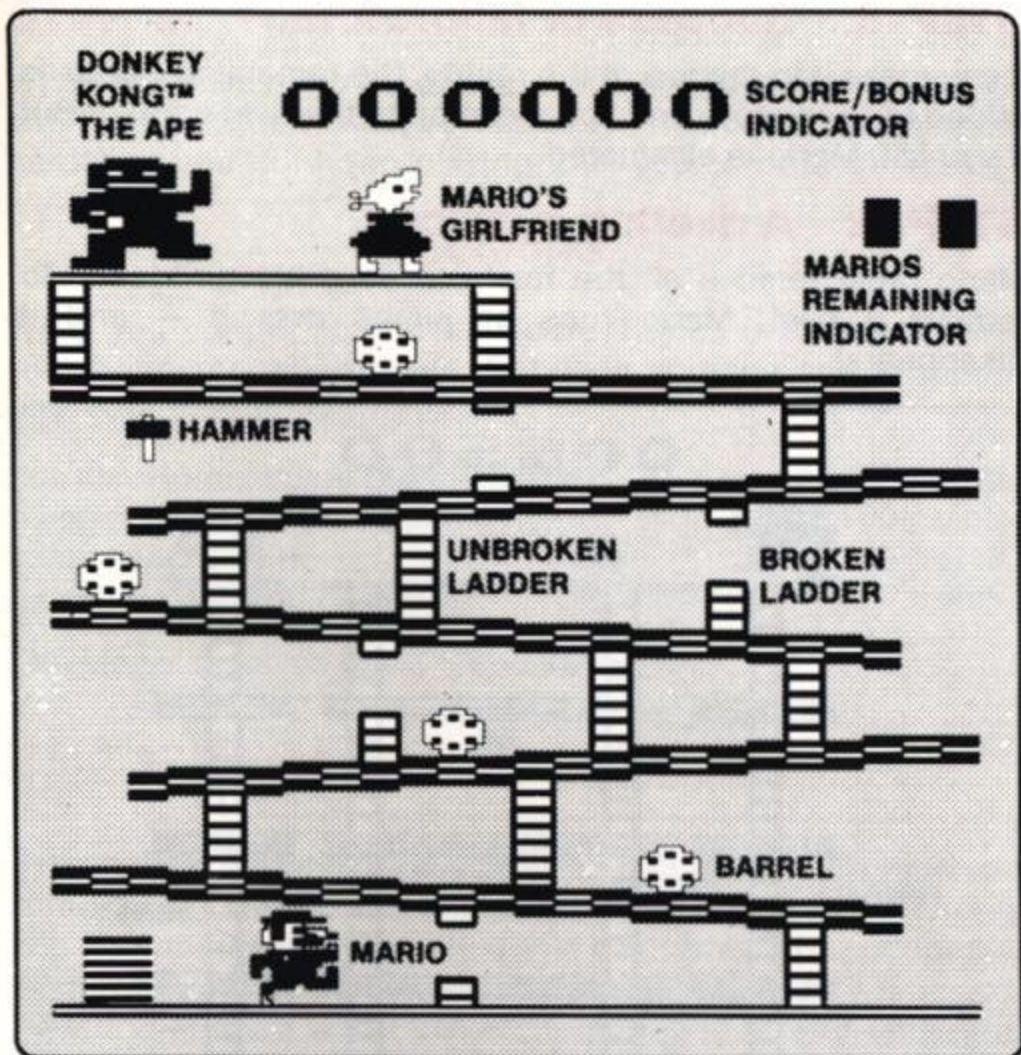 DONKEY
KONG™
THE APE
000000
SCORE/BONUS
INDICATOR
MARIO'S
GIRLFRIEND
MARIOS
REMAINING
INDICATOR
HAMMER
UNBROKEN
LADDER
BROKEN
LADDER
BARREL
MARIO